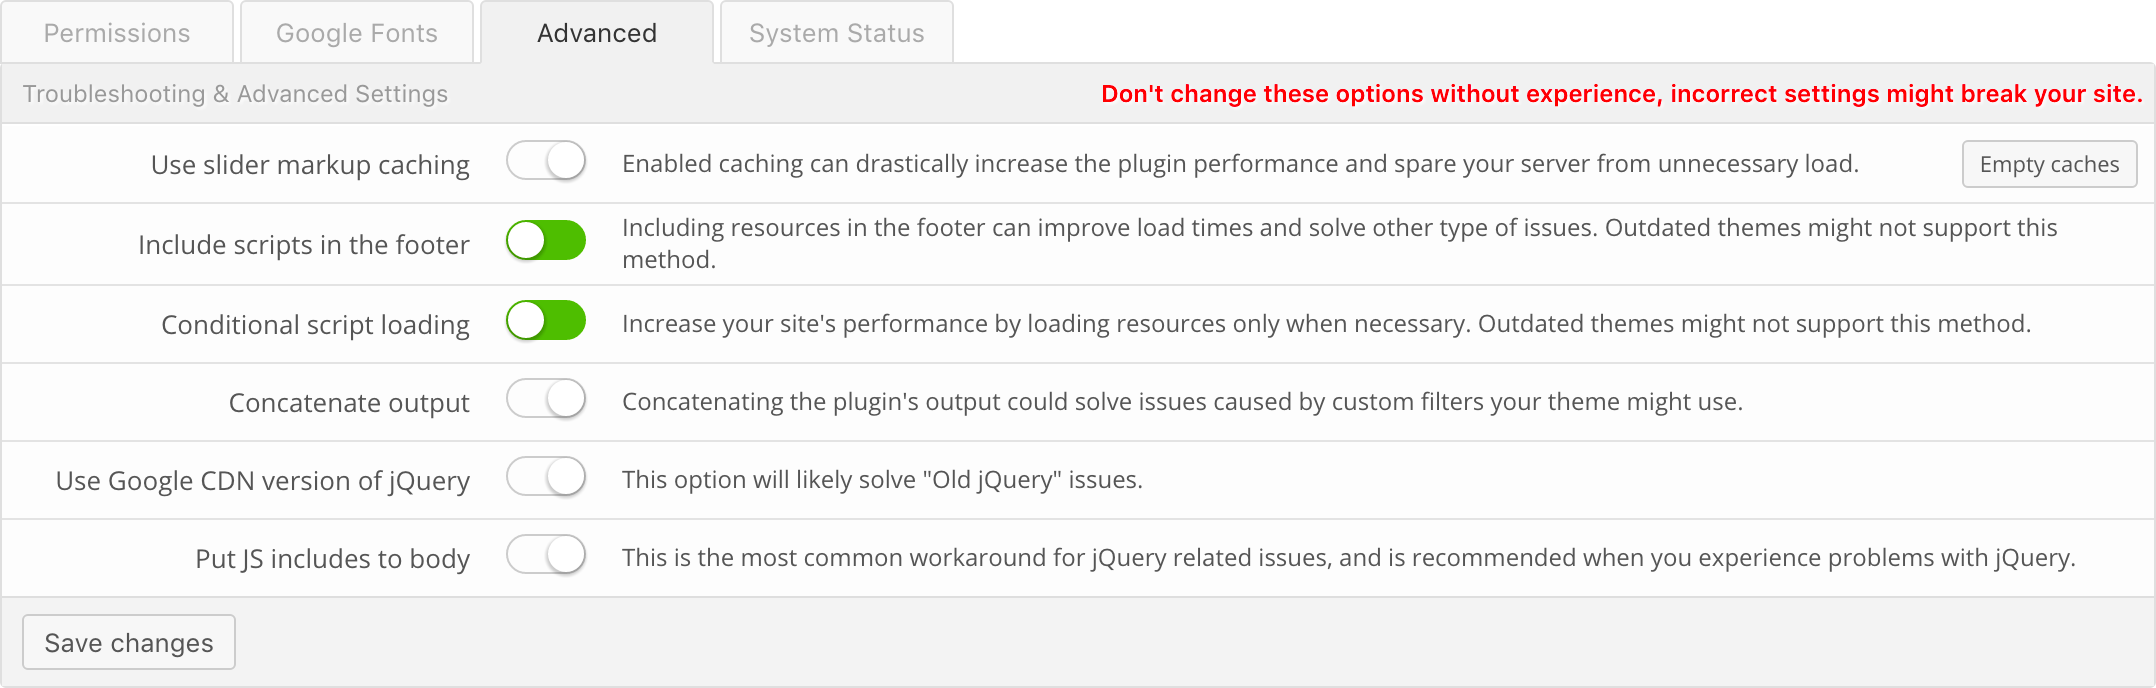 Permissions
Google Fonts
Advanced
System Status
Troubleshooting & Advanced Settings
Don't change these options without experience, incorrect settings might break your site.
Use slider markup caching
Enabled caching can drastically increase the plugin performance and spare your server from unnecessary load.
Empty caches
Include scripts in the footer
Including resources in the footer can improve load times and solve other type of issues. Outdated themes might not support this
method.
Conditional script loading
Increase your site's performance by loading resources only when necessary. Outdated themes might not support this method.
Concatenate output
Concatenating the plugin's output could solve issues caused by custom filters your theme might use.
Use Google CDN version of jQuery
This option will likely solve "Old jQuery" issues.
Put JS includes to body
This is the most common workaround for jQuery related issues, and is recommended when you experience problems with jQuery.
Save changes